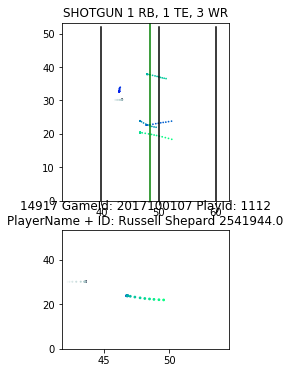 SHOTGUN 1 RB, 1 TE, 3 WR
50
40
30
20
10
0
40 50 60
14917 GameId: 2017100107 PlayId: 1112
PlayerName + ID: Russell Shepard 2541944.0
40
20
0
45 50